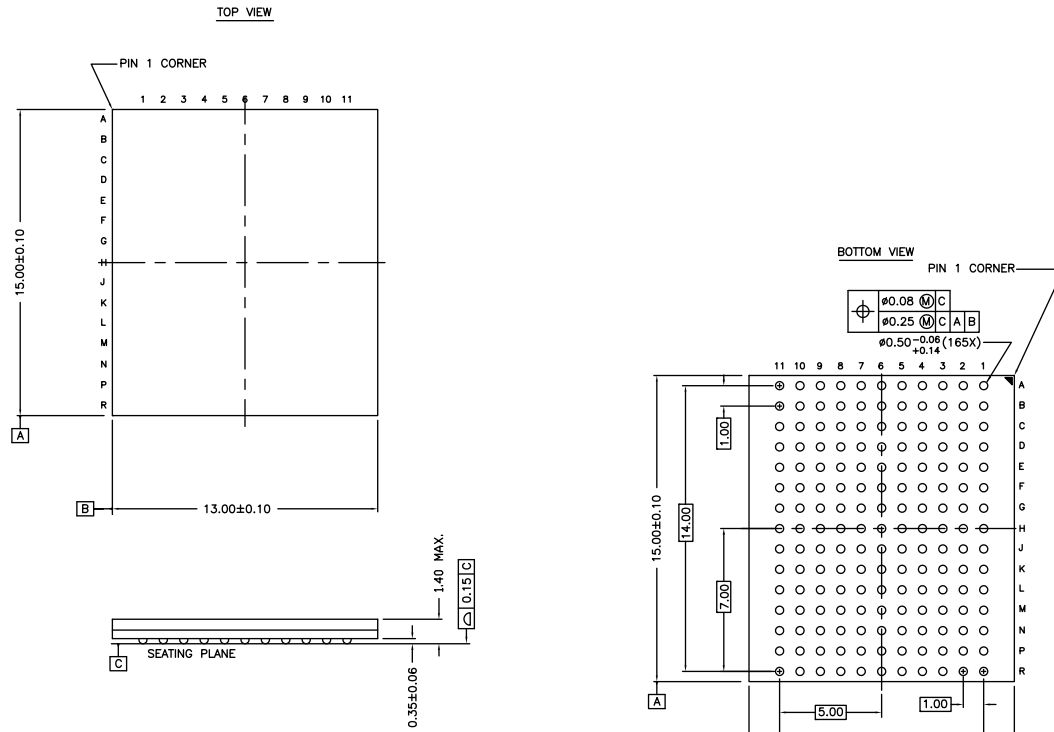 TOP VIEW
PIN 1 CORNER
1 2 3 4 5 6 7 8 9 10 11
A
B
C
D
E
F
G
H
J
K
L
M
N
P
R
15.00±0.10
A
B
13.00±0.10
1.40 MAX.
0.15 C
SEATING PLANE
C
0.35±0.06
BOTTOM VIEW
PIN 1 CORNER
ø0.08 Ⓜ C
ø0.25 Ⓜ C A B
ø0.50 -0.06 +0.14 (165X)
11 10 9 8 7 6 5 4 3 2 1
A
B
C
D
E
F
G
H
J
K
L
M
N
P
R
1.00
15.00±0.10
14.00
7.00
A
5.00
1.00